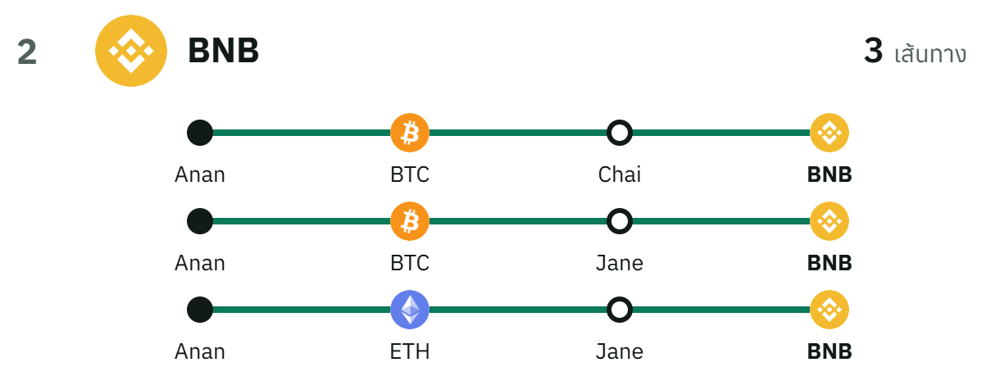 2 BNB 3 เส้นทาง
Anan BTC Chai BNB
Anan BTC Jane BNB
Anan ETH Jane BNB